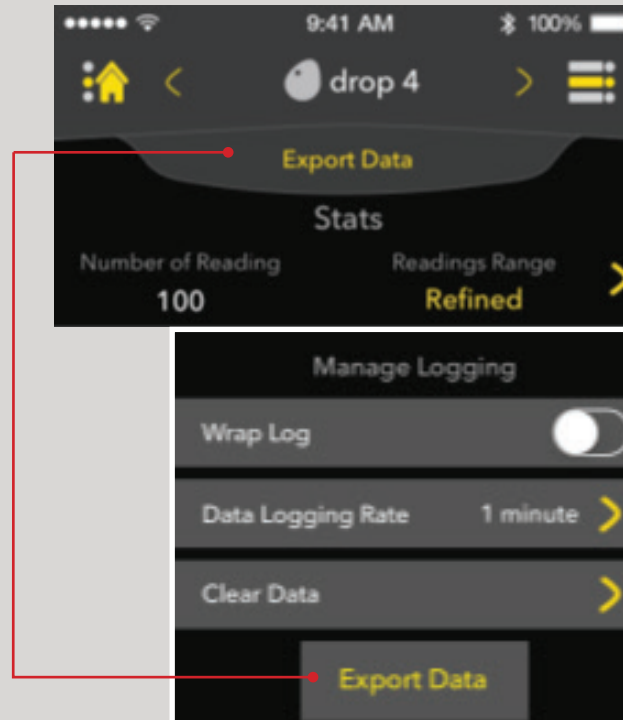 9:41 AM 100%
drop 4
Export Data
Stats
Number of Reading Readings Range
100 Refined
Manage Logging
Wrap Log
Data Logging Rate 1 minute
Clear Data
Export Data